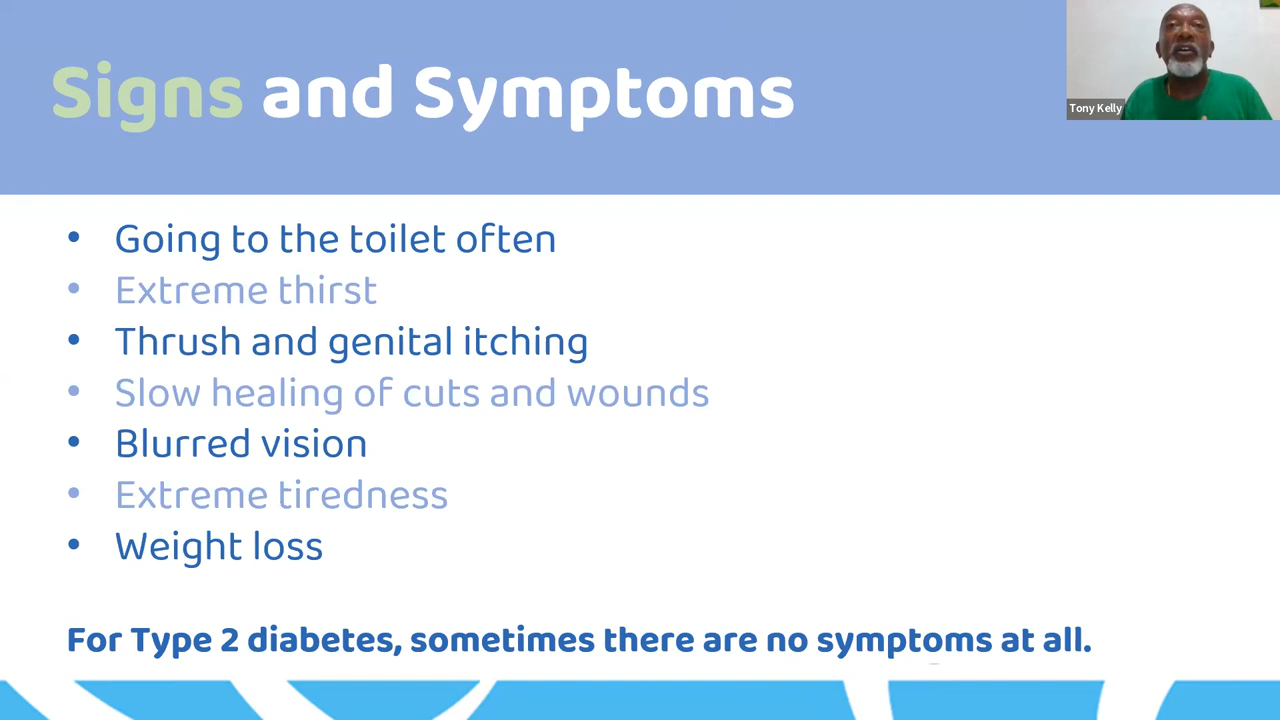 Signs and Symptoms
Tony Kelly
• Going to the toilet often
• Extreme thirst
• Thrush and genital itching
• Slow healing of cuts and wounds
• Blurred vision
• Extreme tiredness
• Weight loss
For Type 2 diabetes, sometimes there are no symptoms at all.